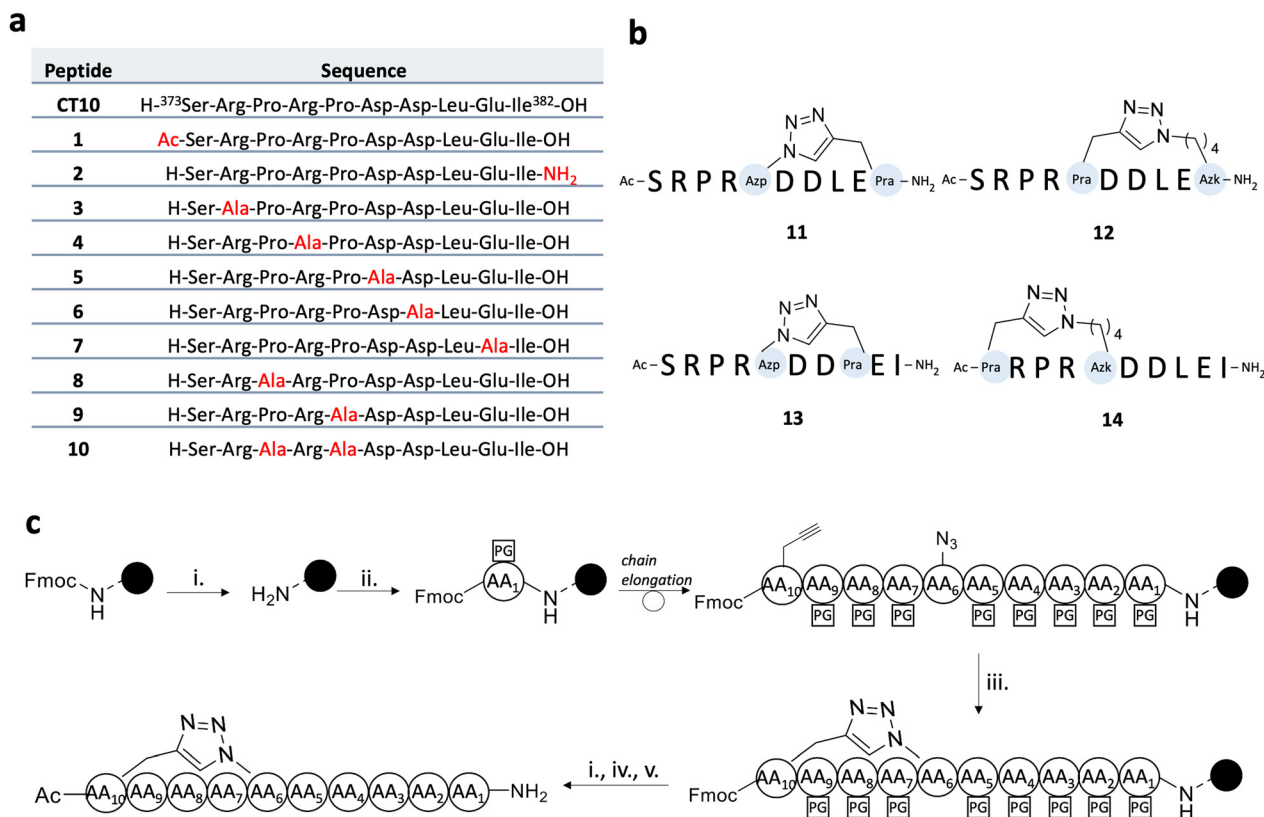 a
Peptide Sequence
CT10 H-³⁷³Ser-Arg-Pro-Arg-Pro-Asp-Asp-Leu-Glu-Ile³⁸²-OH
1 Ac-Ser-Arg-Pro-Arg-Pro-Asp-Asp-Leu-Glu-Ile-OH
2 H-Ser-Arg-Pro-Arg-Pro-Asp-Asp-Leu-Glu-Ile-NH₂
3 H-Ser-Ala-Pro-Arg-Pro-Asp-Asp-Leu-Glu-Ile-OH
4 H-Ser-Arg-Pro-Ala-Pro-Asp-Asp-Leu-Glu-Ile-OH
5 H-Ser-Arg-Pro-Arg-Pro-Ala-Asp-Leu-Glu-Ile-OH
6 H-Ser-Arg-Pro-Arg-Pro-Asp-Ala-Leu-Glu-Ile-OH
7 H-Ser-Arg-Pro-Arg-Pro-Asp-Asp-Leu-Ala-Ile-OH
8 H-Ser-Arg-Ala-Arg-Pro-Asp-Asp-Leu-Glu-Ile-OH
9 H-Ser-Arg-Pro-Arg-Ala-Asp-Asp-Leu-Glu-Ile-OH
10 H-Ser-Arg-Ala-Arg-Ala-Asp-Asp-Leu-Glu-Ile-OH
b
N=N
N
Ac-S R P R Azp D D L E Pra-NH₂
11
N=N
N
4
Ac-S R P R Pra D D L E Azk-NH₂
12
N=N
N
Ac-S R P R Azp D D Pra E I-NH₂
13
N=N
N
4
Ac-Pra R P R Azk D D L E I-NH₂
14
c
Fmoc N H
i.
H₂N
ii.
PG
Fmoc AA₁ N H
chain
elongation
N₃
Fmoc AA₁₀ AA₉ AA₈ AA₇ AA₆ AA₅ AA₄ AA₃ AA₂ AA₁ N H
PG PG PG PG PG PG PG PG
iii.
N=N
N
Fmoc AA₁₀ AA₉ AA₈ AA₇ AA₆ AA₅ AA₄ AA₃ AA₂ AA₁ N H
PG PG PG PG PG PG PG PG
i., iv., v.
N=N
N
Ac AA₁₀ AA₉ AA₈ AA₇ AA₆ AA₅ AA₄ AA₃ AA₂ AA₁ NH₂